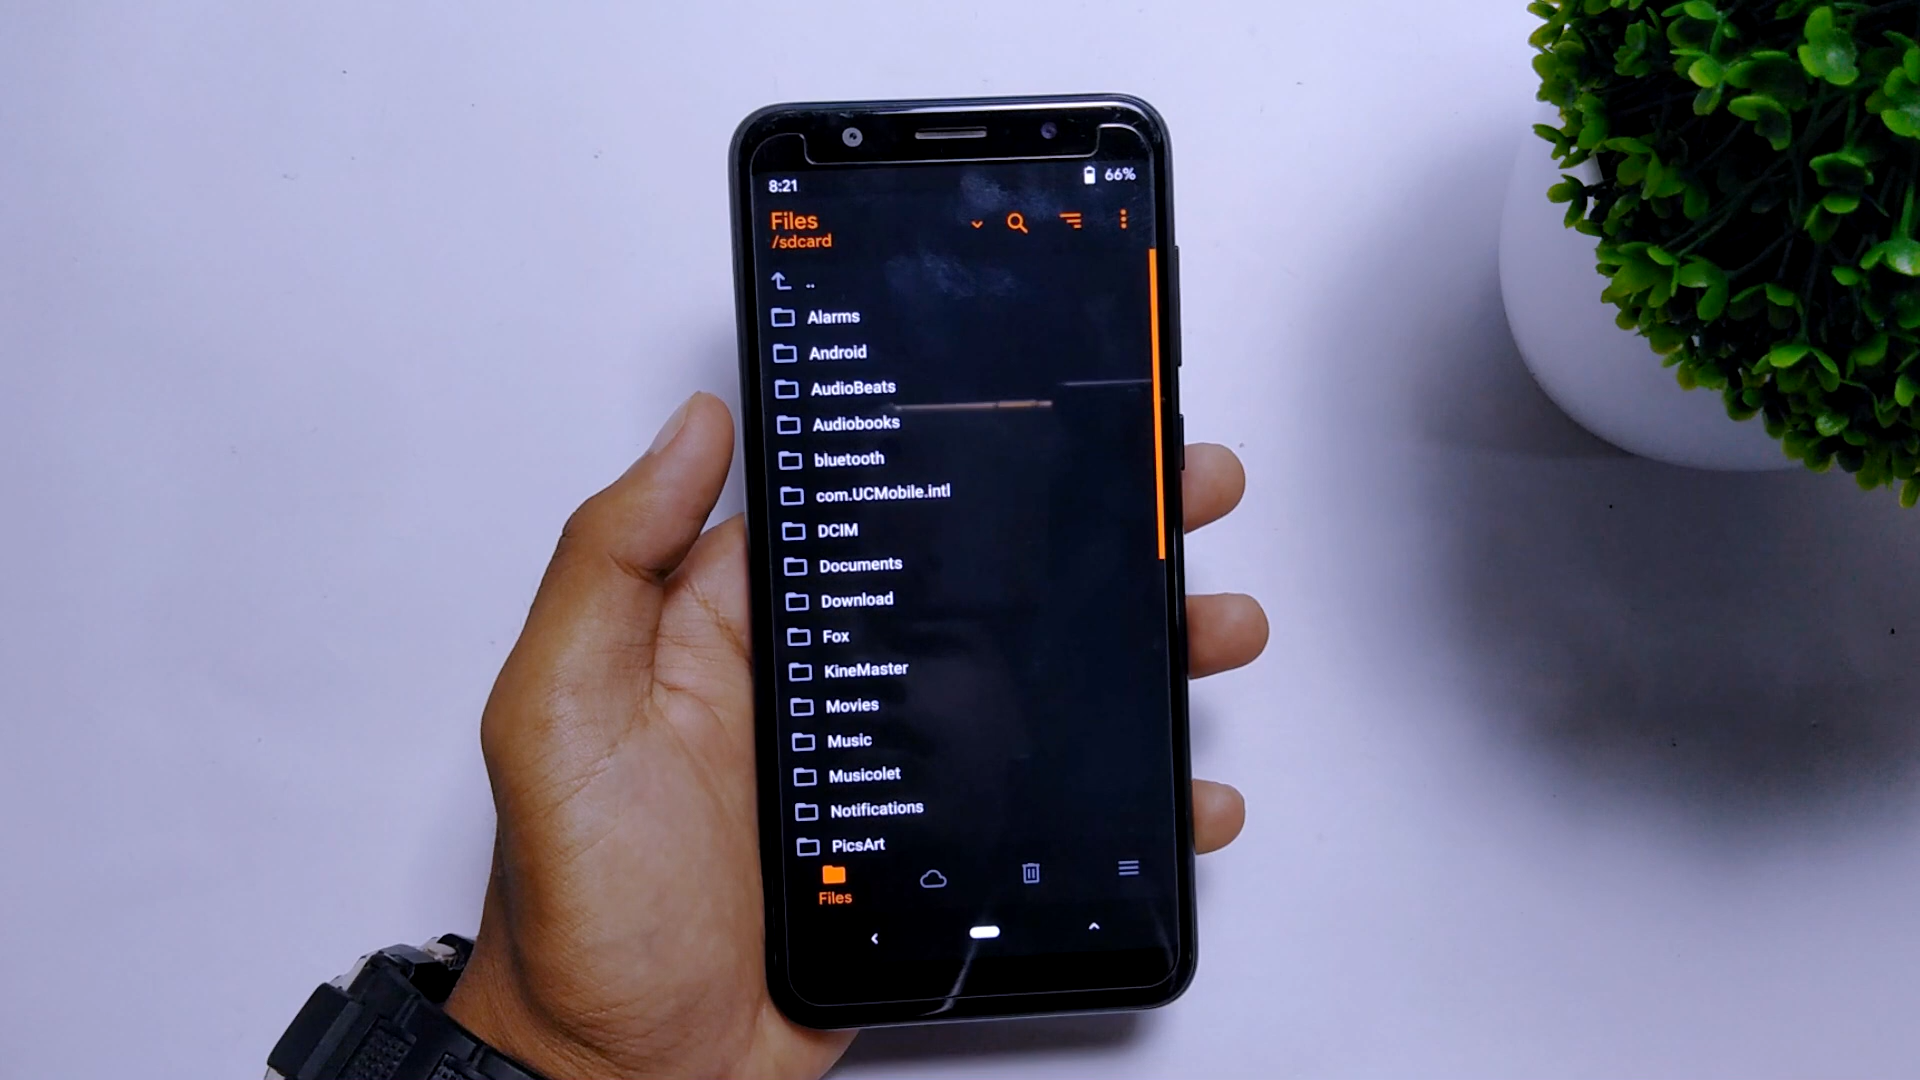 8:21
66%
Files
/sdcard
..
Alarms
Android
AudioBeats
Audiobooks
bluetooth
com.UCMobile.intl
DCIM
Documents
Download
Fox
KineMaster
Movies
Music
Musicolet
Notifications
PicsArt
Files